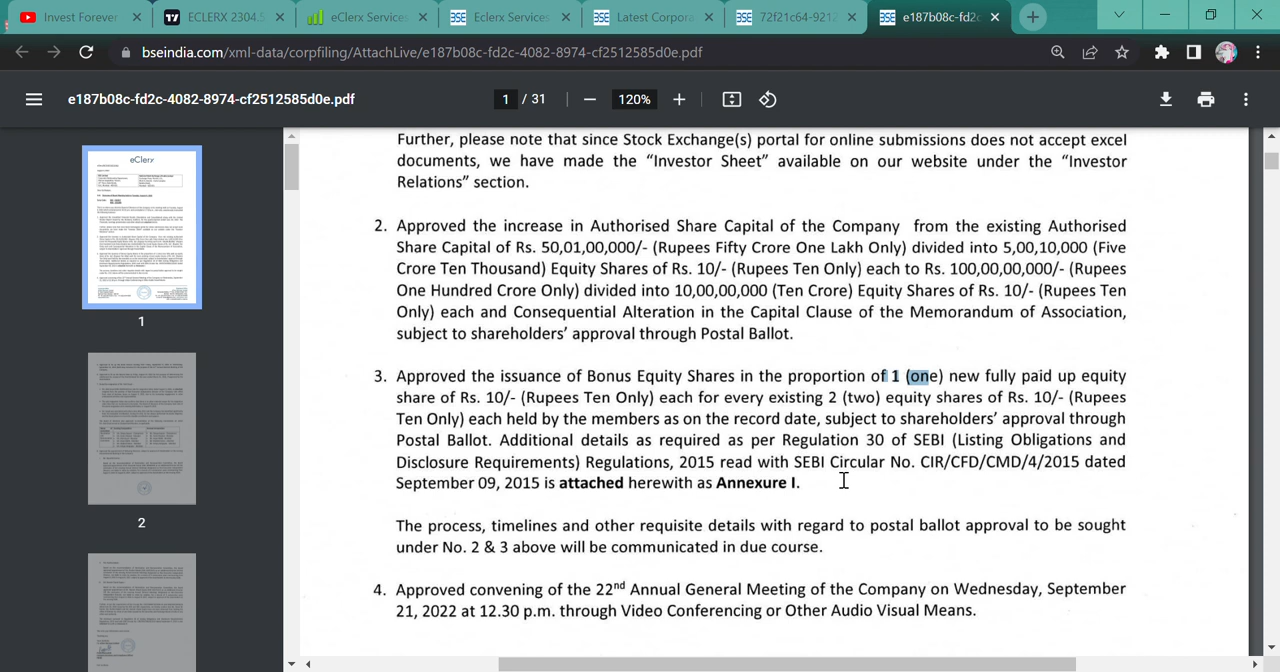 Invest Forever
ECLERX 2304.5
eClerx Services
Eclerx Services
Latest Corpora
72f21c64-921
e187b08c-fd2c
bseindia.com/xml-data/corpfiling/AttachLive/e187b08c-fd2c-4082-8974-cf2512585d0e.pdf
e187b08c-fd2c-4082-8974-cf2512585d0e.pdf
1 / 31
120%
eClerx
1
2
Further, please note that since Stock Exchange(s) portal for online submissions does not accept excel
documents, we have made the “Investor Sheet” available on our website under the “Investor
Relations” section.
2. Approved the increase in Authorised Share Capital of the Company from the existing Authorised
Share Capital of Rs. 50,01,00,000/- (Rupees Fifty Crore One Lakh Only) divided into 5,00,10,000 (Five
Crore Ten Thousand) Equity Shares of Rs. 10/- (Rupees Ten Only) each to Rs. 100,00,00,000/- (Rupees
One Hundred Crore Only) divided into 10,00,00,000 (Ten crore) Equity Shares of Rs. 10/- (Rupees Ten
Only) each and Consequential Alteration in the Capital Clause of the Memorandum of Association,
subject to shareholders’ approval through Postal Ballot.
3. Approved the issuance of Bonus Equity Shares in the proportion of 1 (one) new fully paid up equity
share of Rs. 10/- (Rupees Ten Only) each for every existing 2 (two) equity shares of Rs. 10/- (Rupees
Ten Only) each held by the members as on the record date, subject to shareholders’ approval through
Postal Ballot. Additional details as required as per Regulation 30 of SEBI (Listing Obligations and
Disclosure Requirements) Regulations, 2015 read with SEBI Circular No. CIR/CFD/CMD/4/2015 dated
September 09, 2015 is attached herewith as Annexure I.
The process, timelines and other requisite details with regard to postal ballot approval to be sought
under No. 2 & 3 above will be communicated in due course.
4. Approved convening of the 22nd Annual General Meeting of the Company on Wednesday, September
21, 2022 at 12.30 p.m. through Video Conferencing or Other Audio Visual Means.